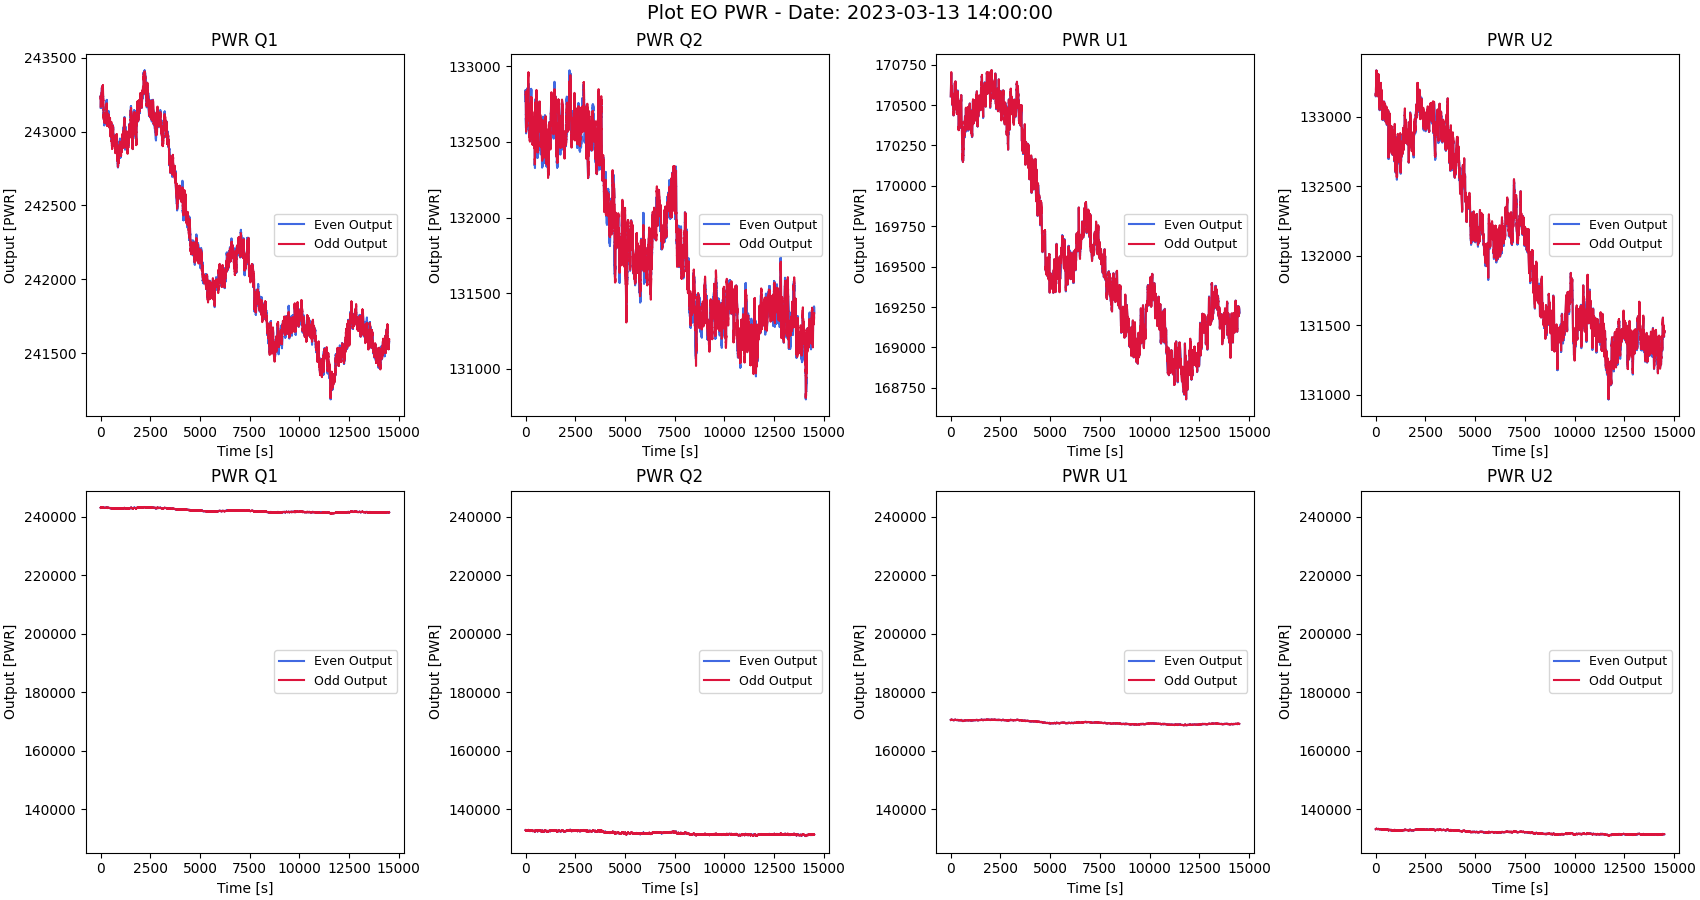 Plot EO PWR - Date: 2023-03-13 14:00:00
PWR Q1
Output [PWR]
243500
243000
242500
242000
241500
Even Output
Odd Output
0 2500 5000 7500 10000 12500 15000
Time [s]
PWR Q2
Output [PWR]
133000
132500
132000
131500
131000
Even Output
Odd Output
0 2500 5000 7500 10000 12500 15000
Time [s]
PWR U1
Output [PWR]
170750
170500
170250
170000
169750
169500
169250
169000
168750
Even Output
Odd Output
0 2500 5000 7500 10000 12500 15000
Time [s]
PWR U2
Output [PWR]
133000
132500
132000
131500
131000
Even Output
Odd Output
0 2500 5000 7500 10000 12500 15000
Time [s]
PWR Q1
Output [PWR]
240000
220000
200000
180000
160000
140000
Even Output
Odd Output
0 2500 5000 7500 10000 12500 15000
Time [s]
PWR Q2
Output [PWR]
240000
220000
200000
180000
160000
140000
Even Output
Odd Output
0 2500 5000 7500 10000 12500 15000
Time [s]
PWR U1
Output [PWR]
240000
220000
200000
180000
160000
140000
Even Output
Odd Output
0 2500 5000 7500 10000 12500 15000
Time [s]
PWR U2
Output [PWR]
240000
220000
200000
180000
160000
140000
Even Output
Odd Output
0 2500 5000 7500 10000 12500 15000
Time [s]